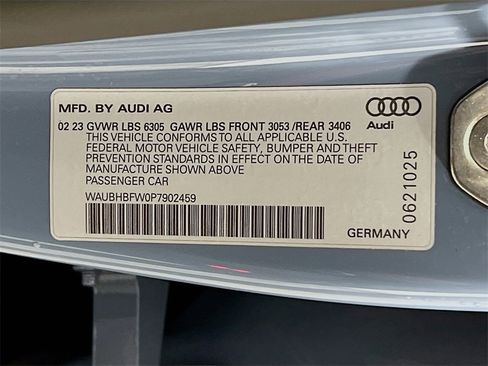 MFD. BY AUDI AG
02 23 GVWR LBS 6305 GAWR LBS FRONT 3053 /REAR 3406
THIS VEHICLE CONFORMS TO ALL APPLICABLE U.S.
FEDERAL MOTOR VEHICLE SAFETY, BUMPER AND THEFT
PREVENTION STANDARDS IN EFFECT ON THE DATE OF
MANUFACTURE SHOWN ABOVE
PASSENGER CAR
WAUBHBFW0P7902459
Audi
0621025
GERMANY